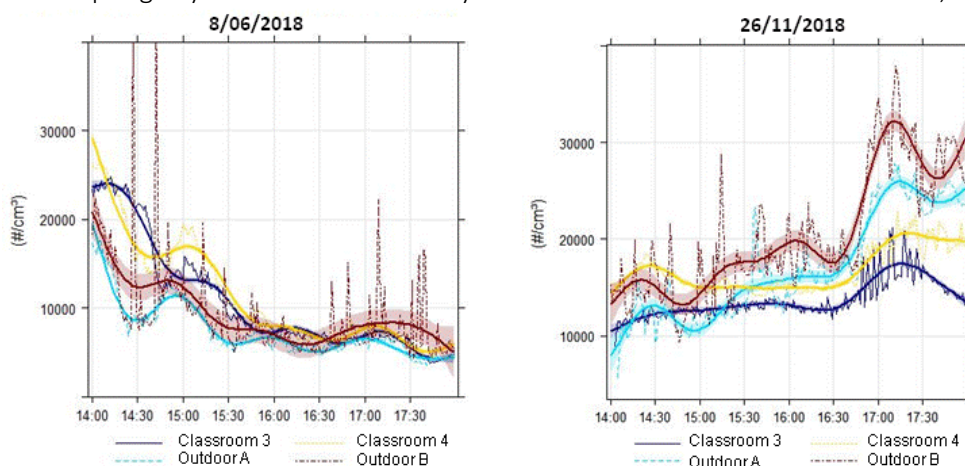 8/06/2018
30000
20000
10000
0
(#/cm³)
14:00 14:30 15:00 15:30 16:00 16:30 17:00 17:30
Classroom 3 Classroom 4
Outdoor A Outdoor B
26/11/2018
30000
20000
10000
(#/cm³)
14:00 14:30 15:00 15:30 16:00 16:30 17:00 17:30
Classroom 3 Classroom 4
Outdoor A Outdoor B